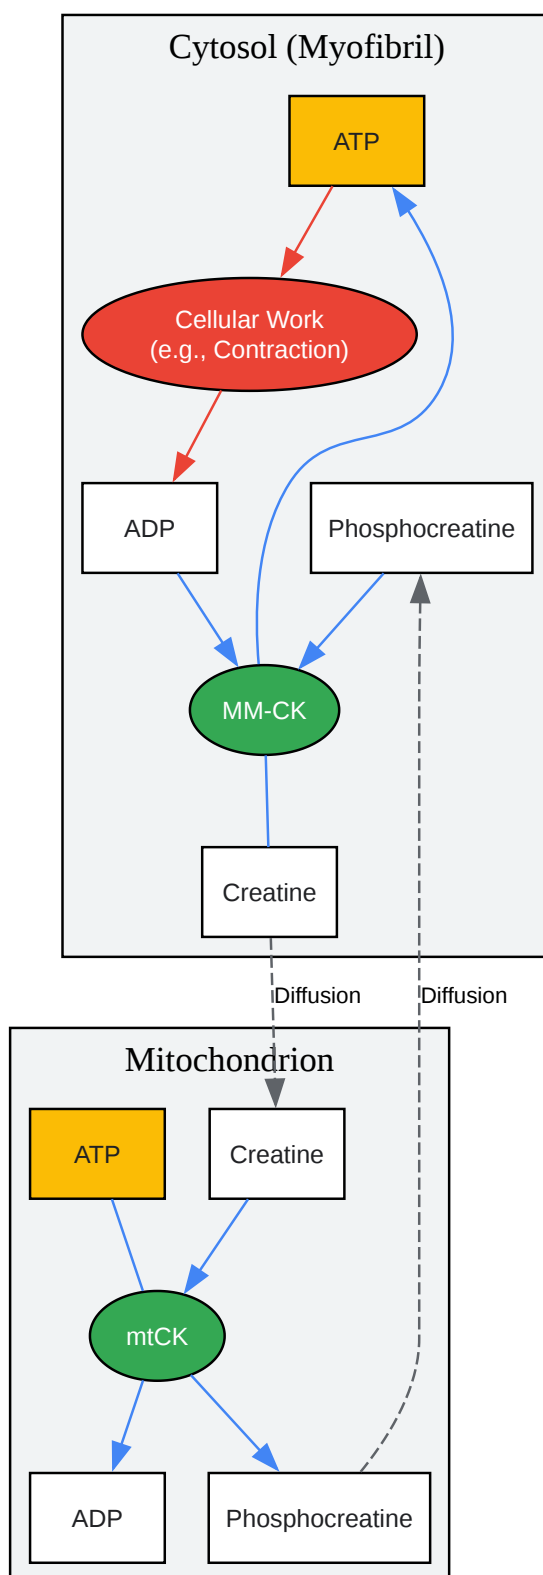 Cytosol (Myofibril)
ATP
Cellular Work
(e.g., Contraction)
ADP
Phosphocreatine
MM-CK
Creatine
Diffusion
Diffusion
Mitochondrion
ATP
Creatine
mtCK
ADP
Phosphocreatine